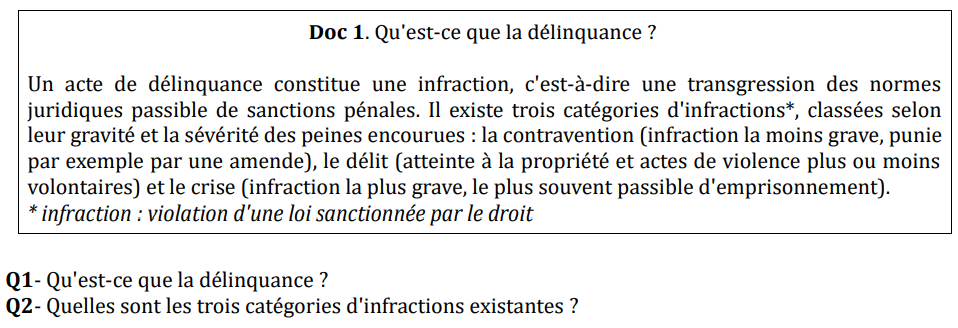 Doc 1. Qu'est-ce que la délinquance ?
Un acte de délinquance constitue une infraction, c'est-à-dire une transgression des normes
juridiques passible de sanctions pénales. Il existe trois catégories d'infractions*, classées selon
leur gravité et la sévérité des peines encourues : la contravention (infraction la moins grave, punie
par exemple par une amende), le délit (atteinte à la propriété et actes de violence plus ou moins
volontaires) et le crise (infraction la plus grave, le plus souvent passible d'emprisonnement).
* infraction : violation d'une loi sanctionnée par le droit
Q1- Qu'est-ce que la délinquance ?
Q2- Quelles sont les trois catégories d'infractions existantes ?